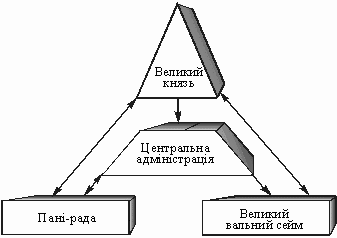 Великий
князь
Центральна
адміністрація
Пані-рада
Великий
вальний сейм